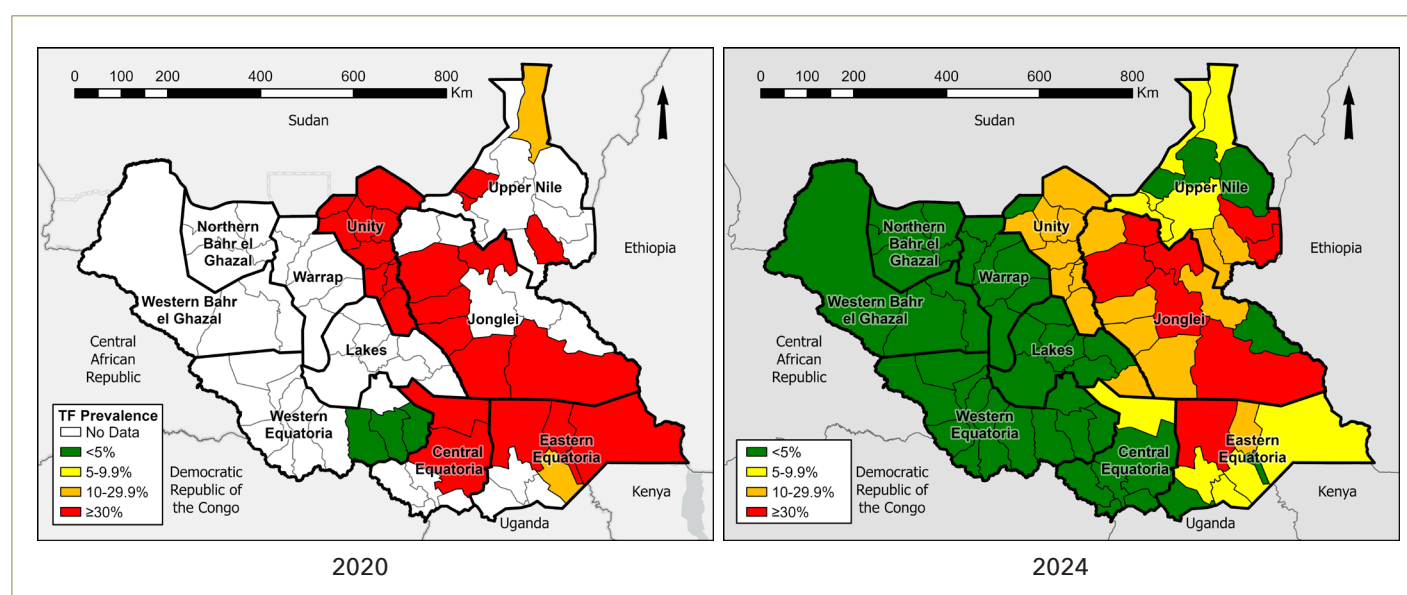 0 100 200 400 600 800
Km
Sudan
Upper Nile
Northern
Bahr el
Ghazal
Unity
Ethiopia
Warrap
Western Bahr
el Ghazal
Jonglei
Central
African
Republic
Lakes
TF Prevalence
No Data
<5%
5-9.9%
10-29.9%
≥30%
Western
Equatoria
Central
Equatoria
Eastern
Equatoria
Democratic
Republic of
the Congo
Kenya
Uganda
2020
0 100 200 400 600 800
Km
Sudan
Upper Nile
Northern
Bahr el
Ghazal
Unity
Ethiopia
Warrap
Western Bahr
el Ghazal
Jonglei
Central
African
Republic
Lakes
<5%
5-9.9%
10-29.9%
≥30%
Western
Equatoria
Central
Equatoria
Eastern
Equatoria
Democratic
Republic of
the Congo
Kenya
Uganda
2024